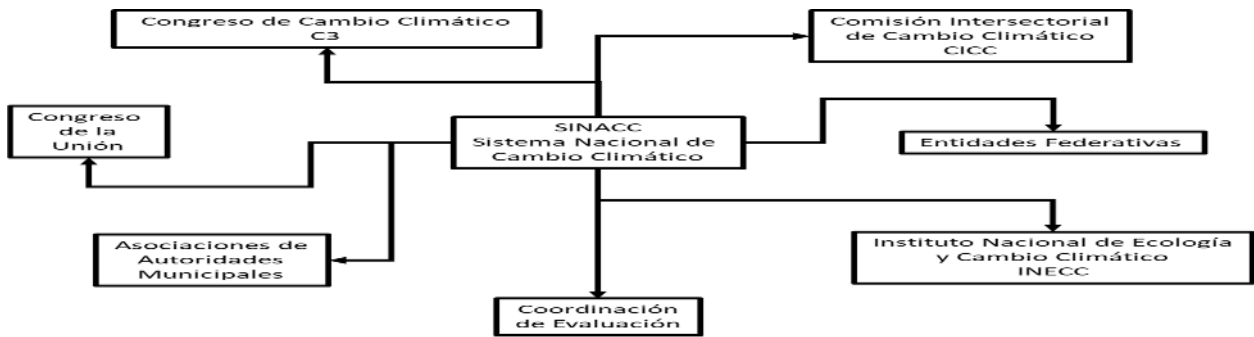 Congreso de Cambio Climático
C3
Comisión Intersectorial
de Cambio Climático
CICC
Congreso
de la
Unión
SINACC
Sistema Nacional de
Cambio Climático
Entidades Federativas
Asociaciones de
Autoridades
Municipales
Instituto Nacional de Ecología
y Cambio Climático
INECC
Coordinación
de Evaluación